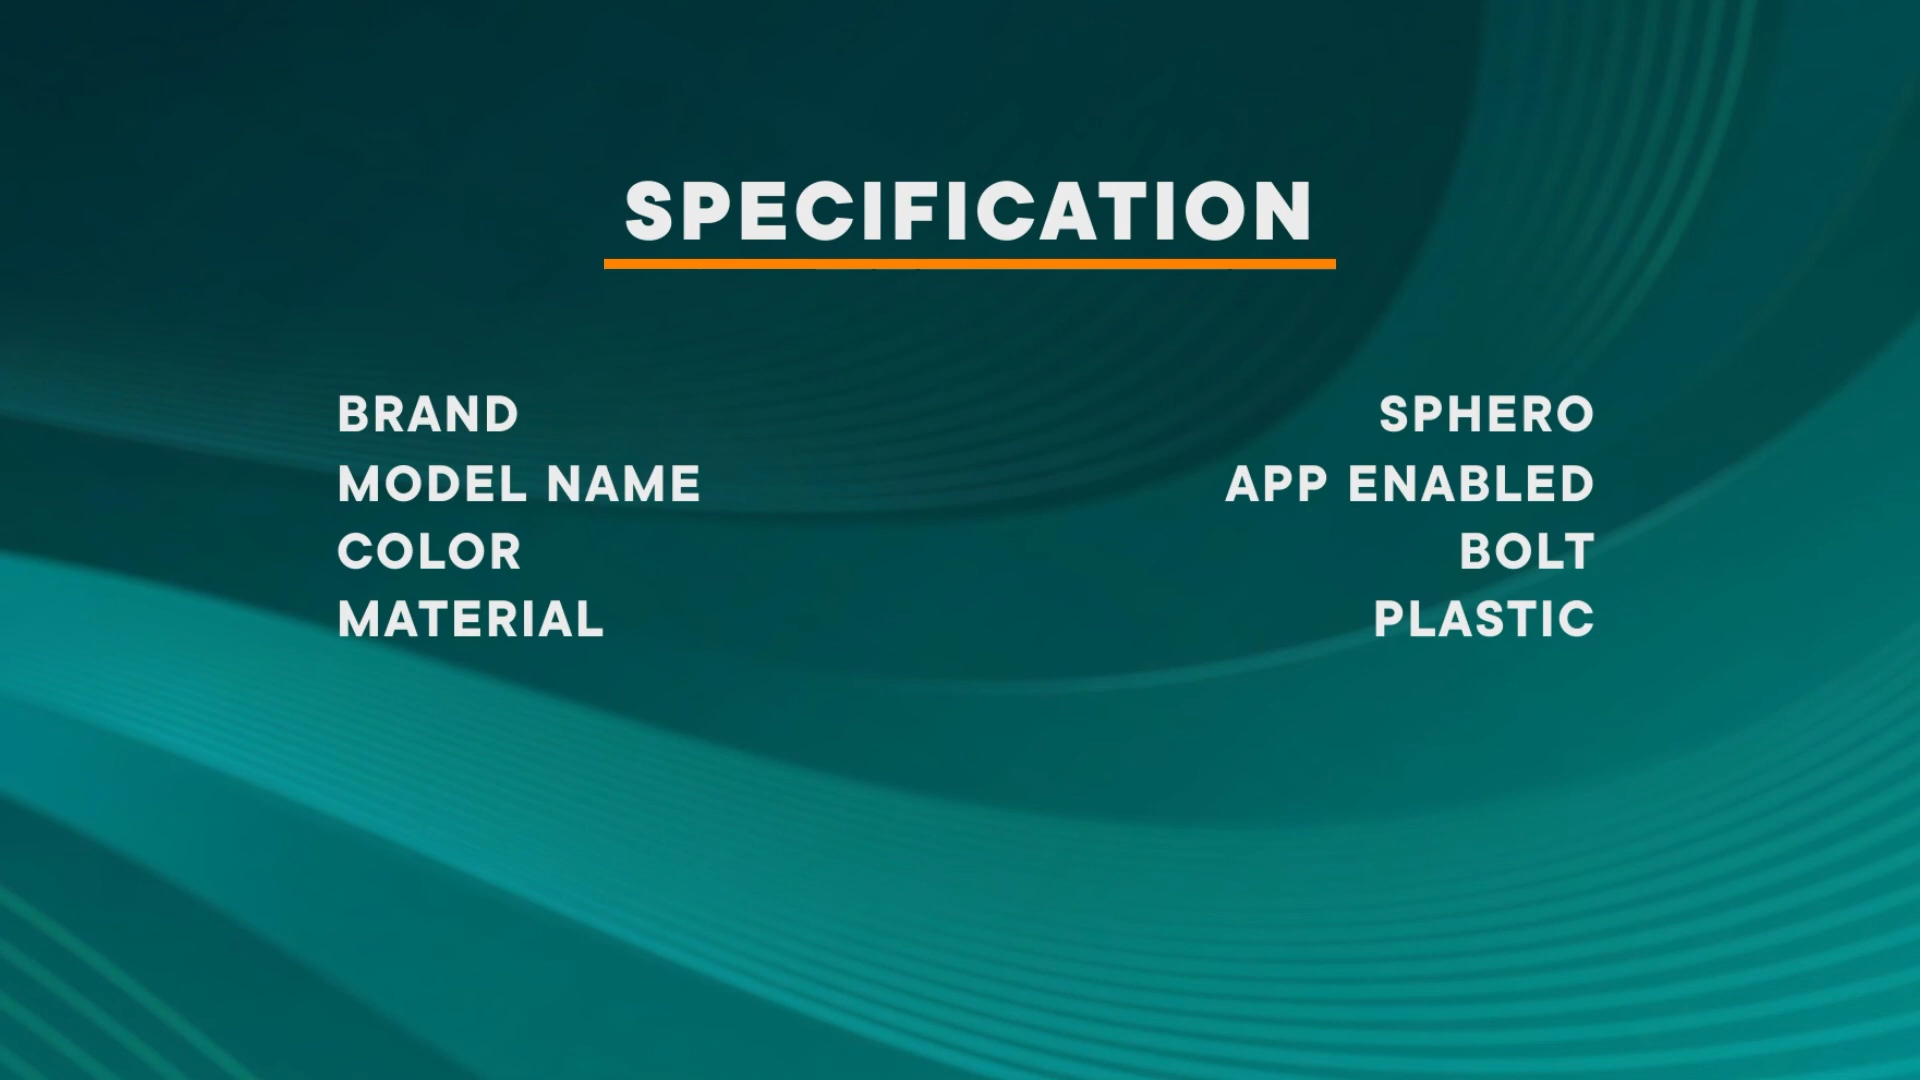 SPECIFICATION
BRAND SPHERO
MODEL NAME APP ENABLED
COLOR BOLT
MATERIAL PLASTIC